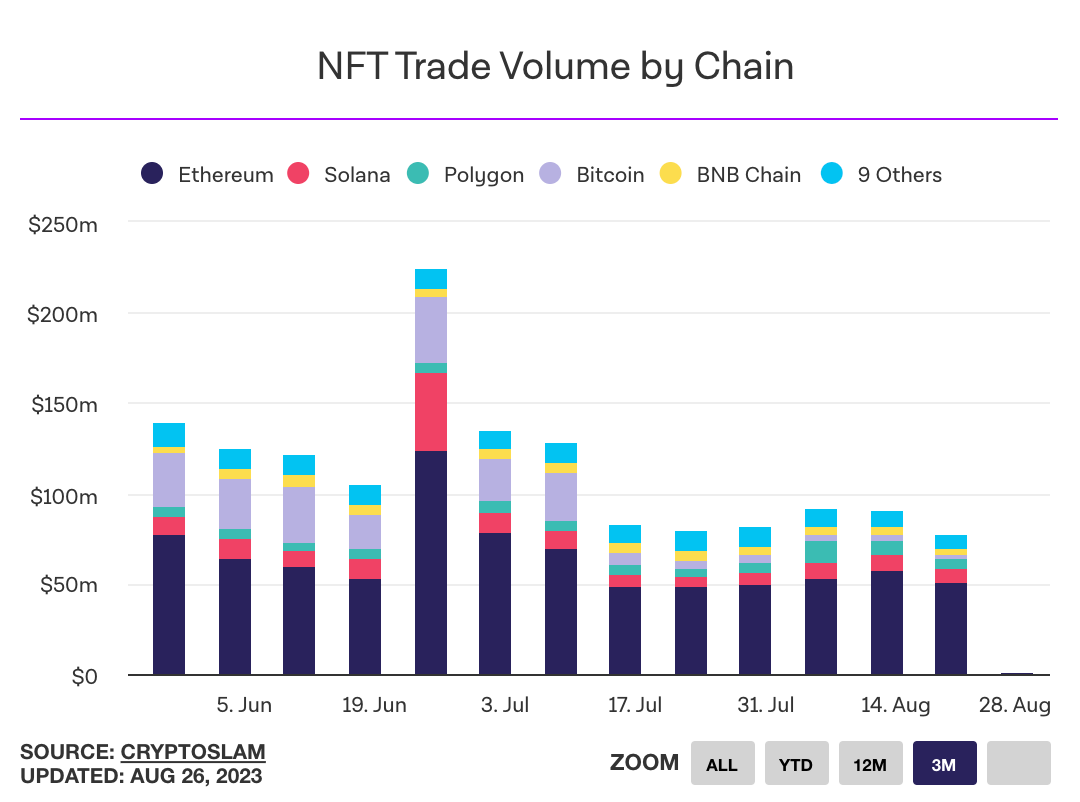 NFT Trade Volume by Chain
Ethereum Solana Polygon Bitcoin BNB Chain 9 Others
$250m
$200m
$150m
$100m
$50m
$0
5. Jun 19. Jun 3. Jul 17. Jul 31. Jul 14. Aug 28. Aug
SOURCE: CRYPTOSLAM
UPDATED: AUG 26, 2023
ZOOM ALL YTD 12M 3M